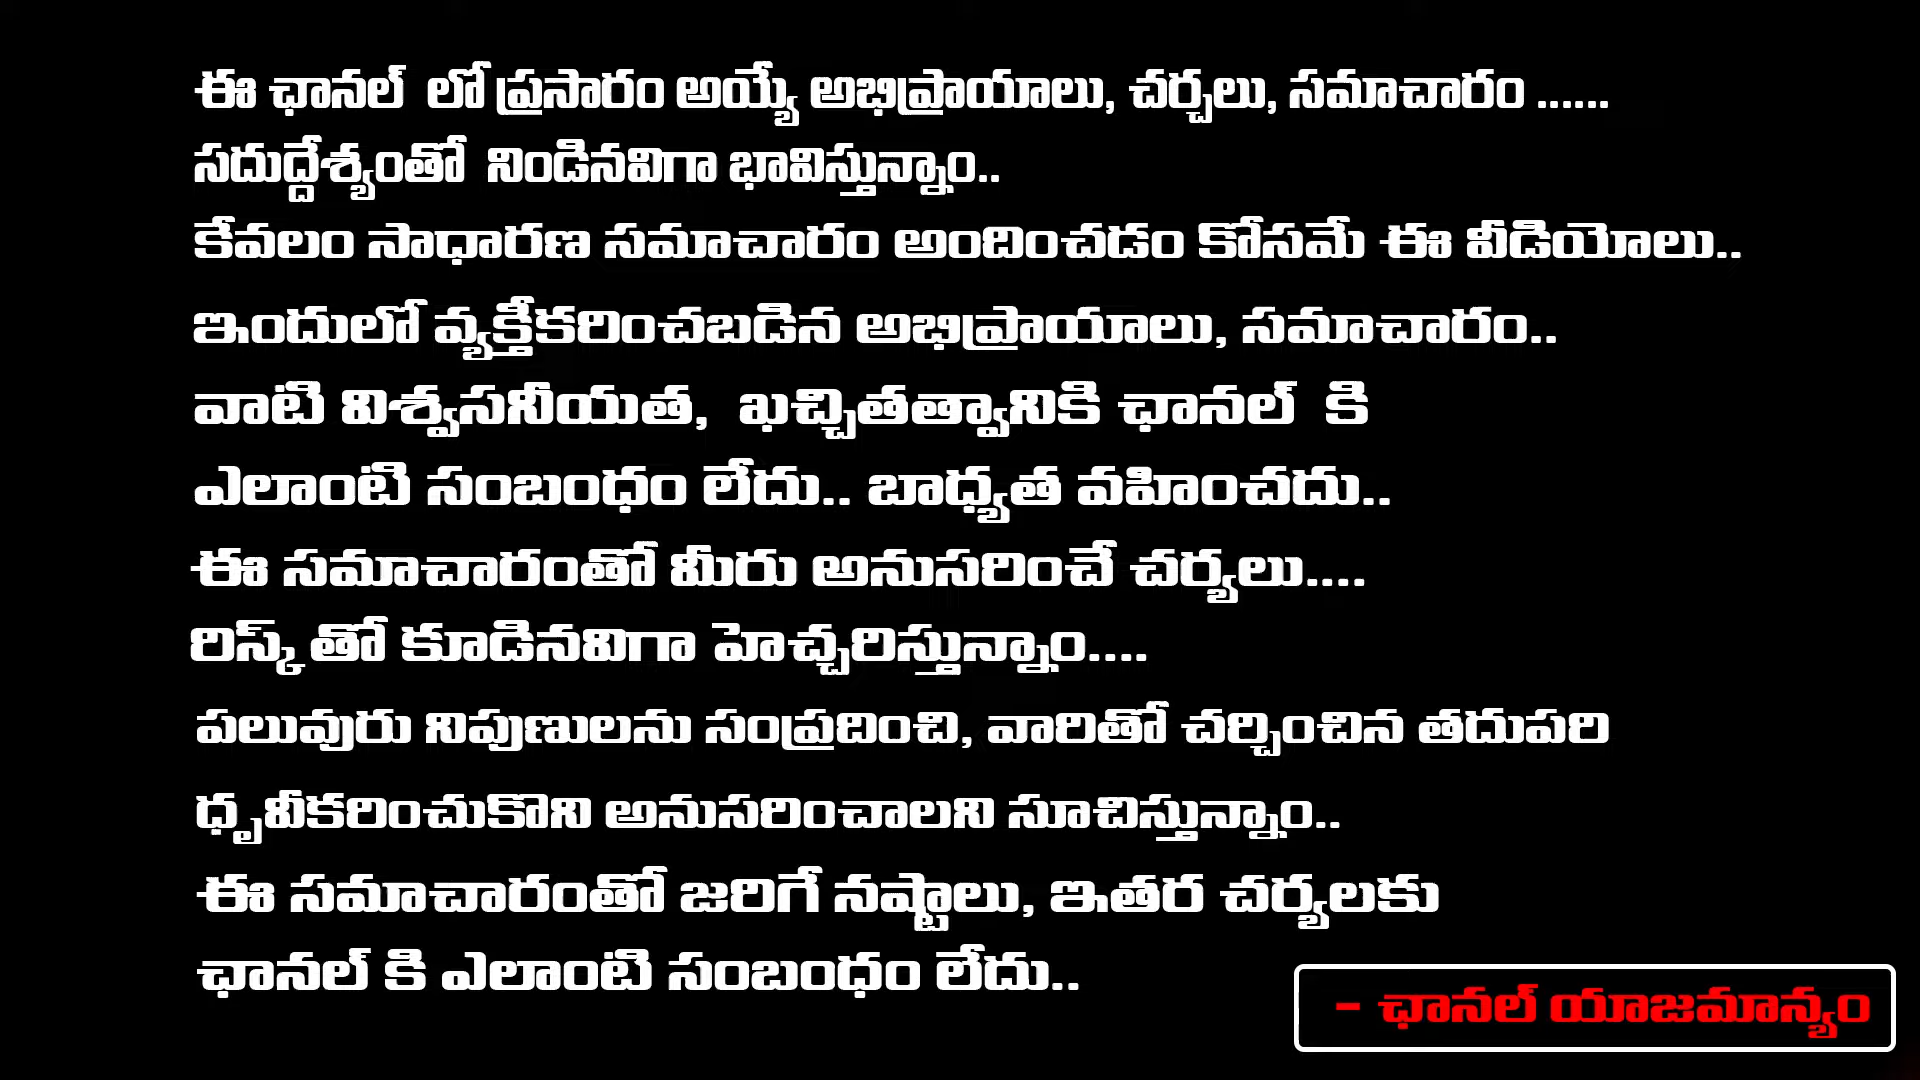 ఈ ఛానల్ లో ప్రసారం అయ్యే అభిప్రాయాలు, చర్చలు, సమాచారం ......
సదుద్దేశ్యంతో నిండినవిగా భావిస్తున్నాం..
కేవలం సాధారణ సమాచారం అందించడం కోసమే ఈ వీడియోలు..
ఇందులో వ్యక్తీకరించబడిన అభిప్రాయాలు, సమాచారం..
వాటి విశ్వసనీయత, ఖచ్చితత్వానికి ఛానల్ కి
ఎలాంటి సంబంధం లేదు.. బాధ్యత వహించదు..
ఈ సమాచారంతో మీరు అనుసరించే చర్యలు....
రిస్క్ తో కూడినవిగా హెచ్చరిస్తున్నాం....
పలువురు నిపుణులను సంప్రదించి, వారితో చర్చించిన తదుపరి
ధృవీకరించుకొని అనుసరించాలని సూచిస్తున్నాం..
ఈ సమాచారంతో జరిగే నష్టాలు, ఇతర చర్యలకు
ఛానల్ కి ఎలాంటి సంబంధం లేదు..
- ఛానల్ యాజమాన్యం